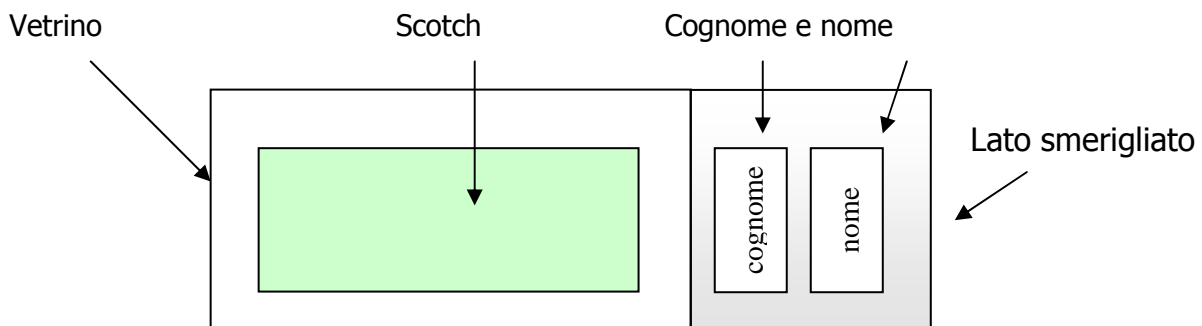 Vetrino
Scotch
Cognome e nome
Lato smerigliato
cognome
nome